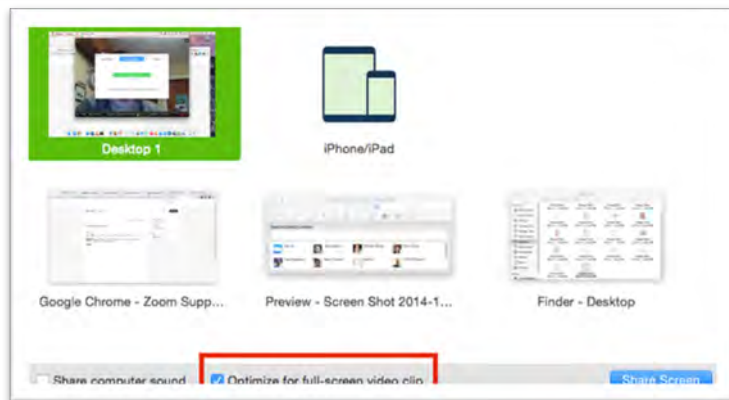 Desktop 1
iPhone/iPad
Google Chrome - Zoom Supp...
Preview - Screen Shot 2014-1...
Finder - Desktop
Share computer sound
Optimize for full-screen video clip
Share Screen